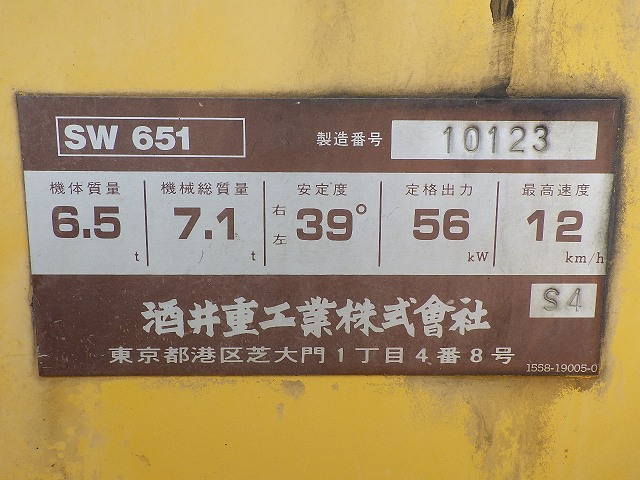 SW 651 製造番号 10123
機体質量 機械総質量 安定度 定格出力 最高速度
6.5 t 7.1 t 右 左 39° 56 kW 12 km/h
S4
酒井重工業株式會社
東京都港区芝大門1丁目4番8号
1558-19005-0